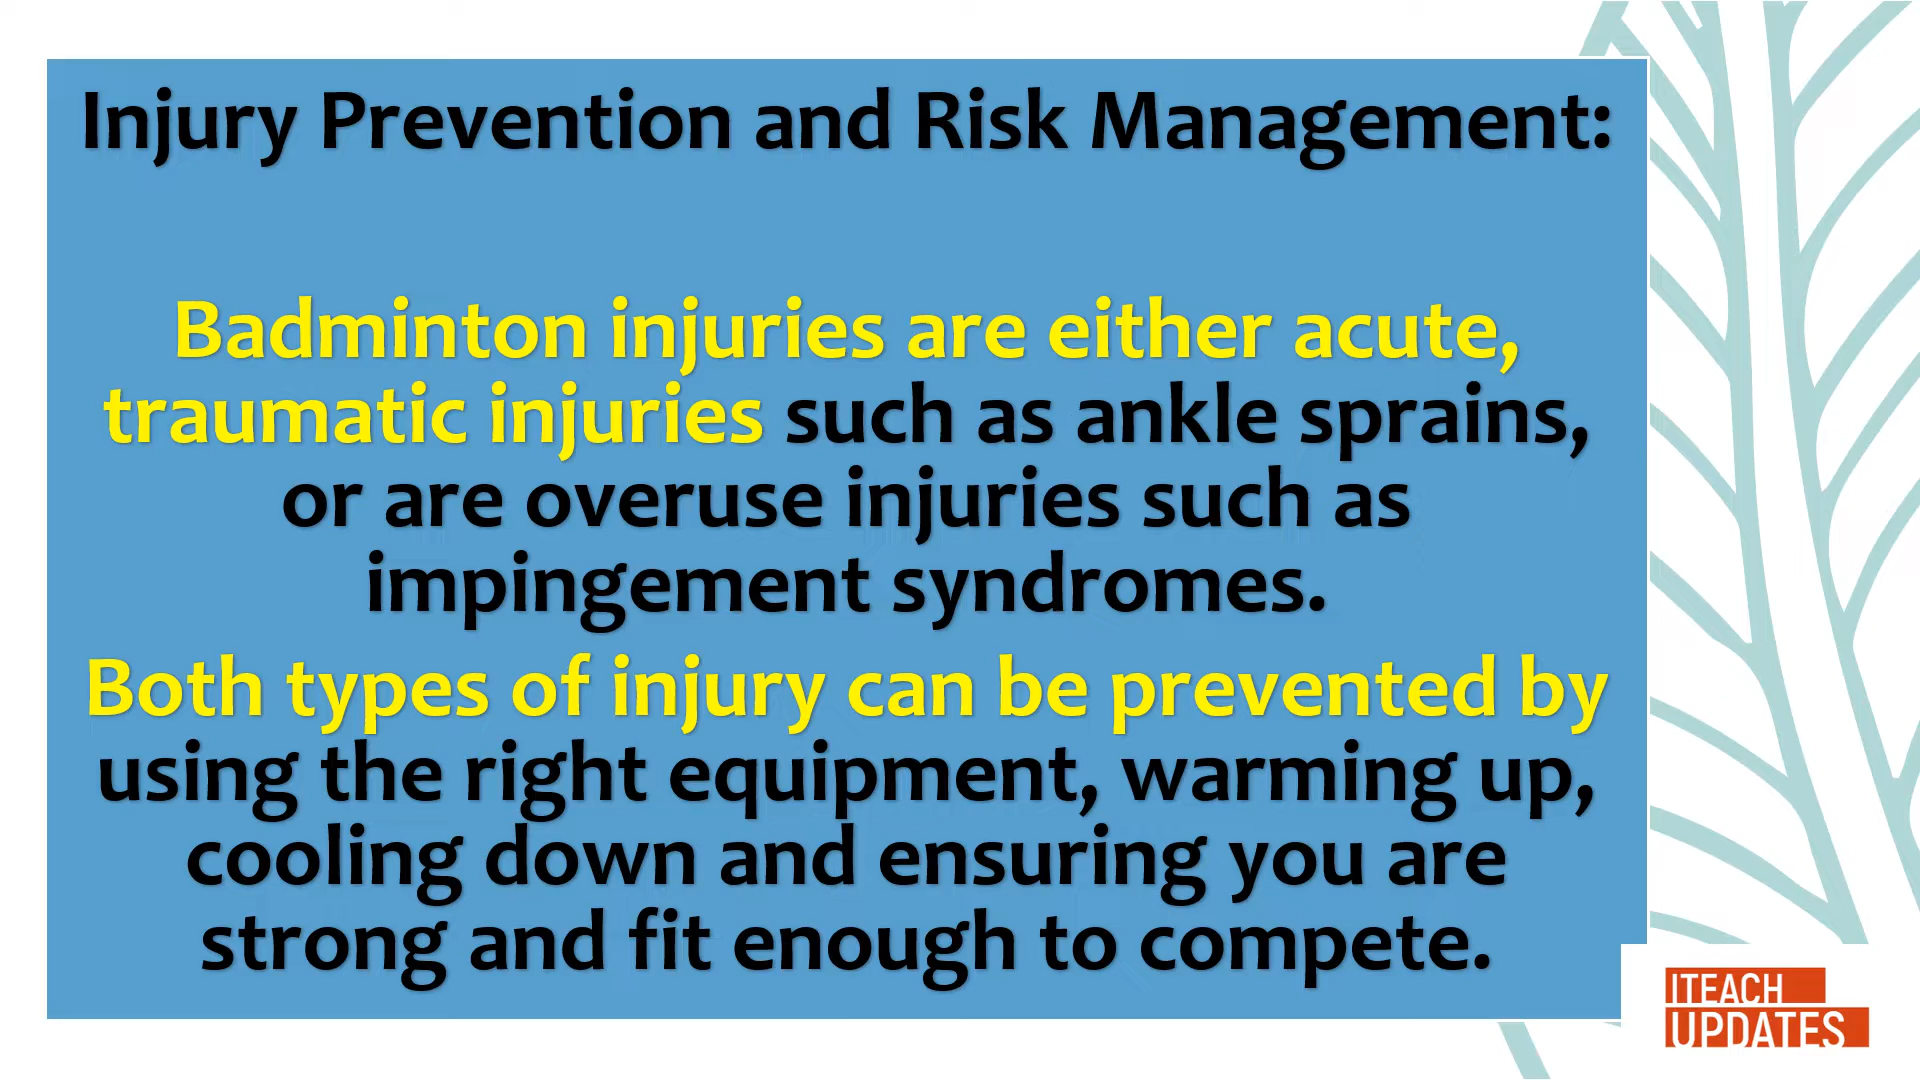 Injury Prevention and Risk Management:
Badminton injuries are either acute,
traumatic injuries such as ankle sprains,
or are overuse injuries such as
impingement syndromes.
Both types of injury can be prevented by
using the right equipment, warming up,
cooling down and ensuring you are
strong and fit enough to compete.
ITEACH
UPDATES